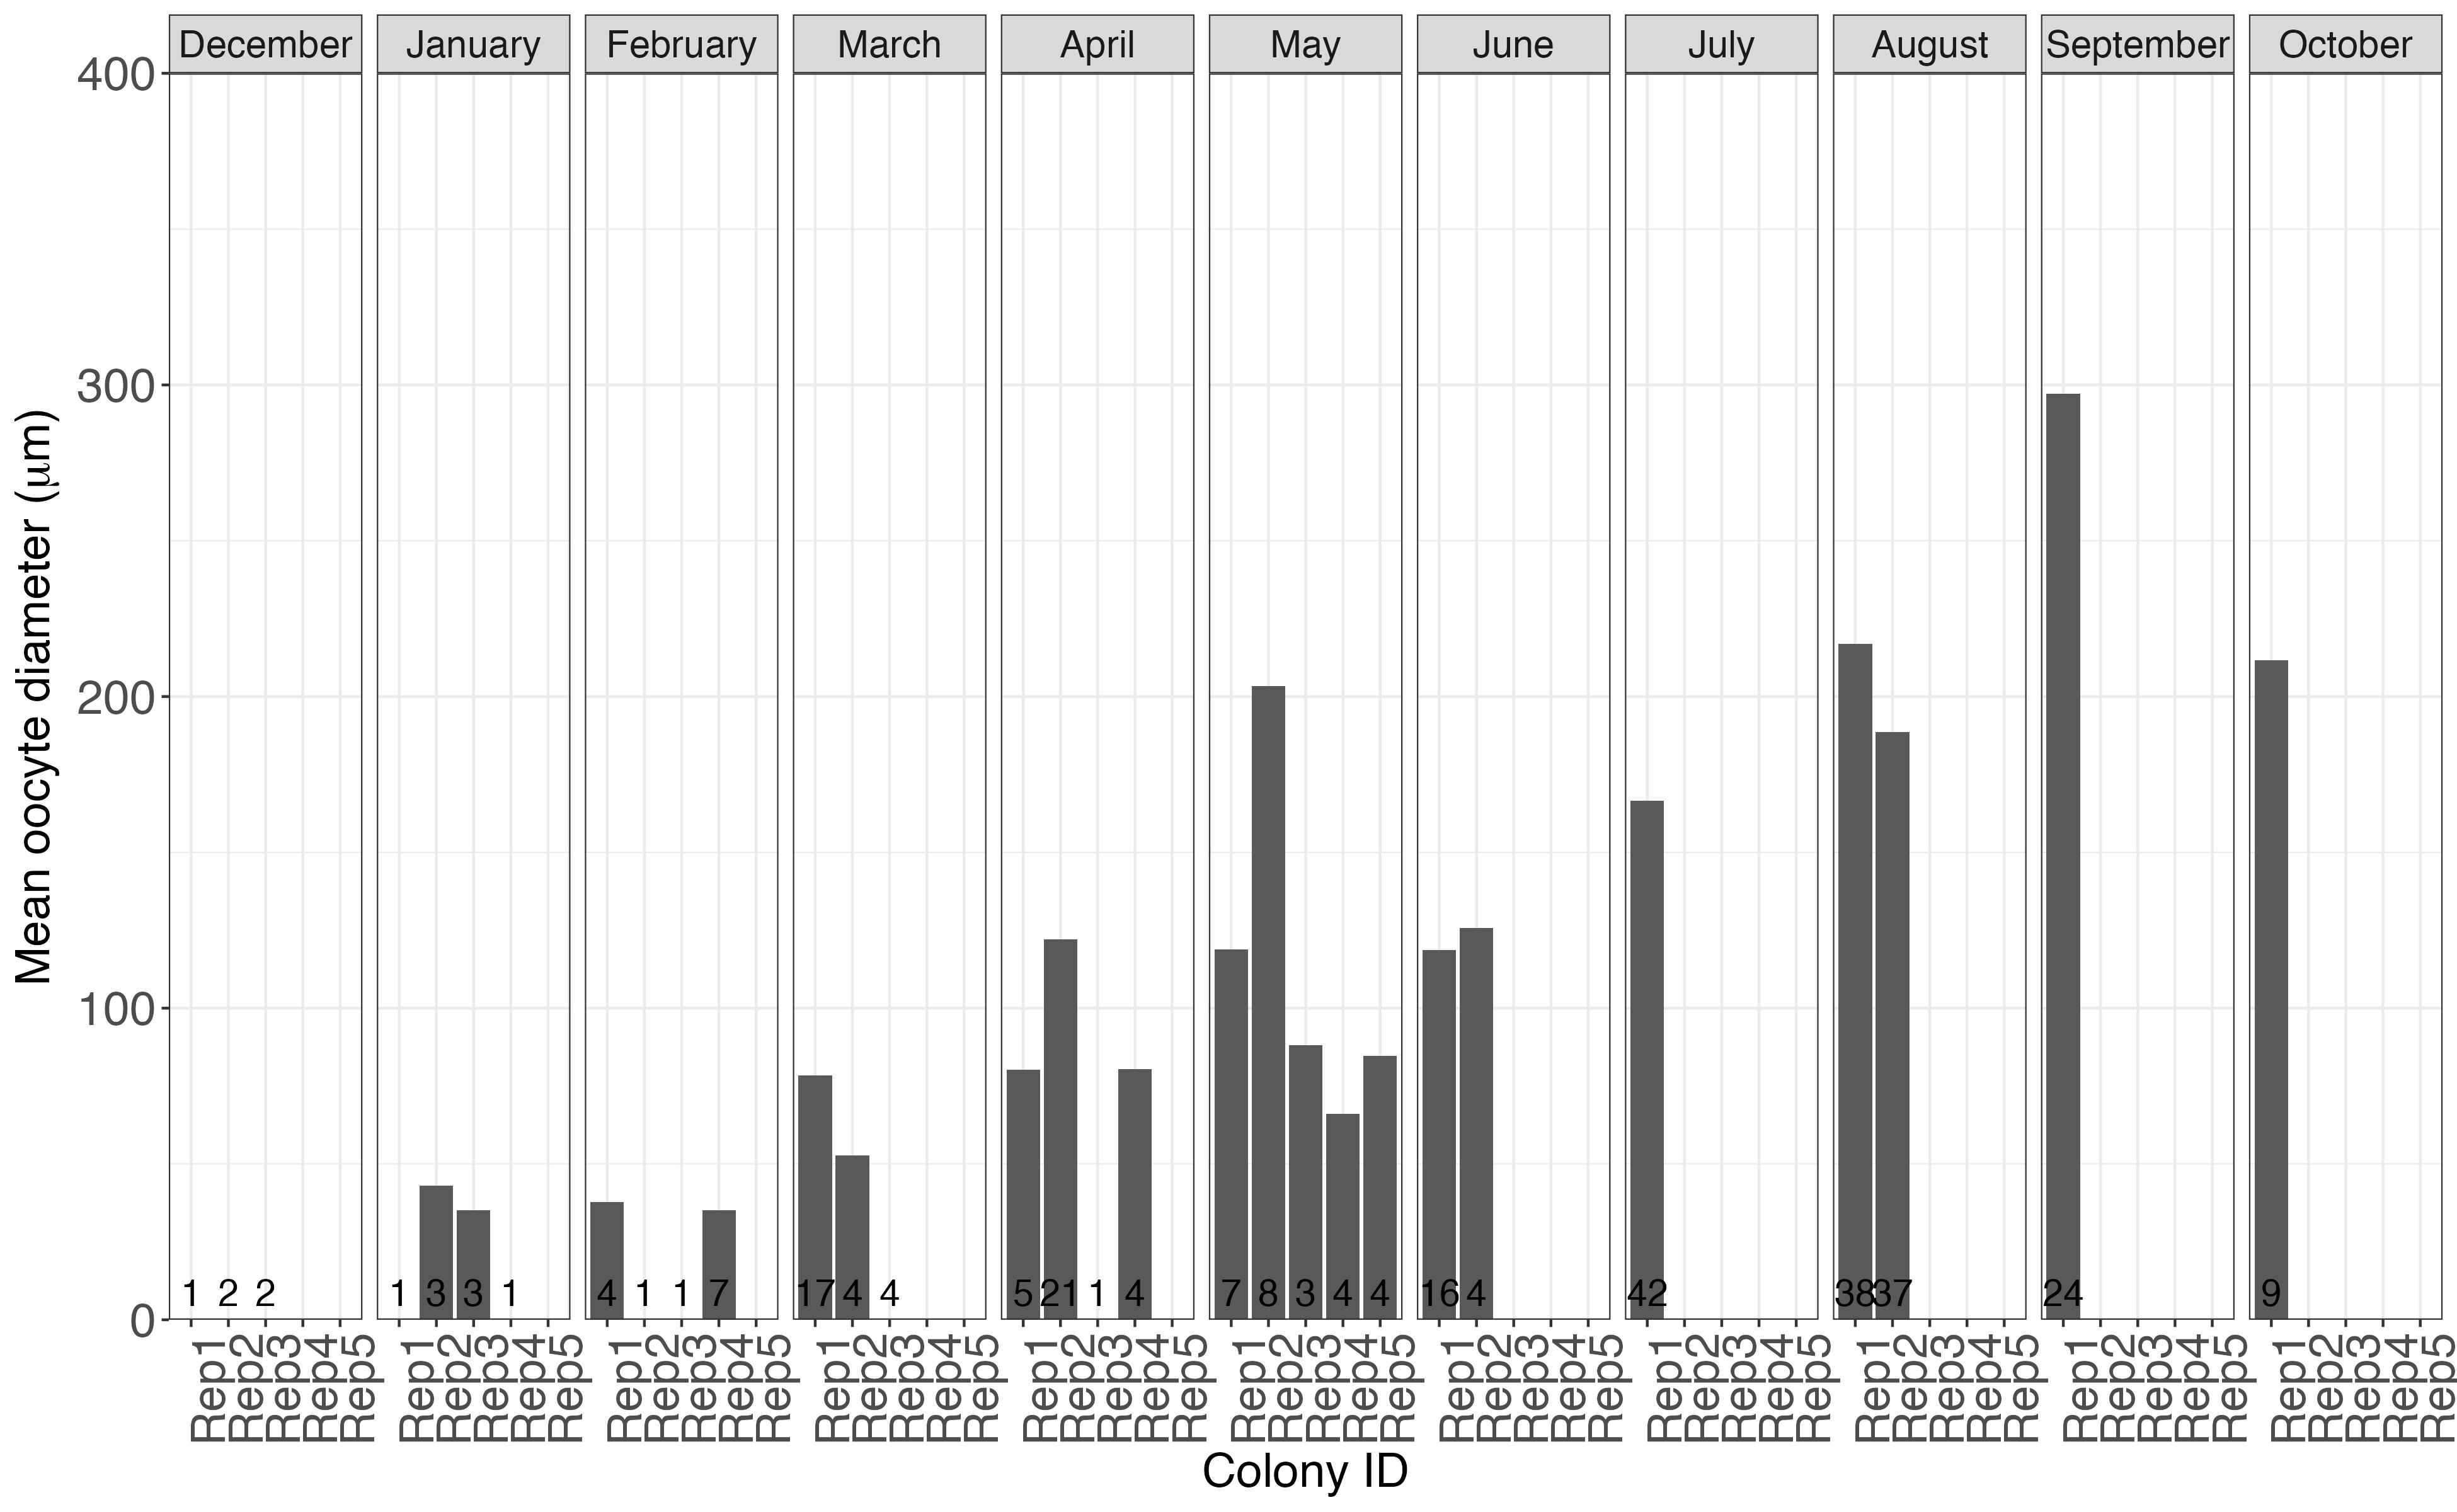 December January February March April May June July August September October
Mean oocyte diameter (μm)
400
300
200
100
0
1 2 2 1 3 3 1 4 1 1 7 17 4 4 5 21 1 4 7 8 3 4 4 16 4 42 38 37 24 9
Rep1 Rep2 Rep3 Rep4 Rep5 Rep1 Rep2 Rep3 Rep4 Rep5 Rep1 Rep2 Rep3 Rep4 Rep5 Rep1 Rep2 Rep3 Rep4 Rep5 Rep1 Rep2 Rep3 Rep4 Rep5 Rep1 Rep2 Rep3 Rep4 Rep5 Rep1 Rep2 Rep3 Rep4 Rep5 Rep1 Rep2 Rep3 Rep4 Rep5 Rep1 Rep2 Rep3 Rep4 Rep5 Rep1 Rep2 Rep3 Rep4 Rep5 Rep1 Rep2 Rep3 Rep4 Rep5
Colony ID